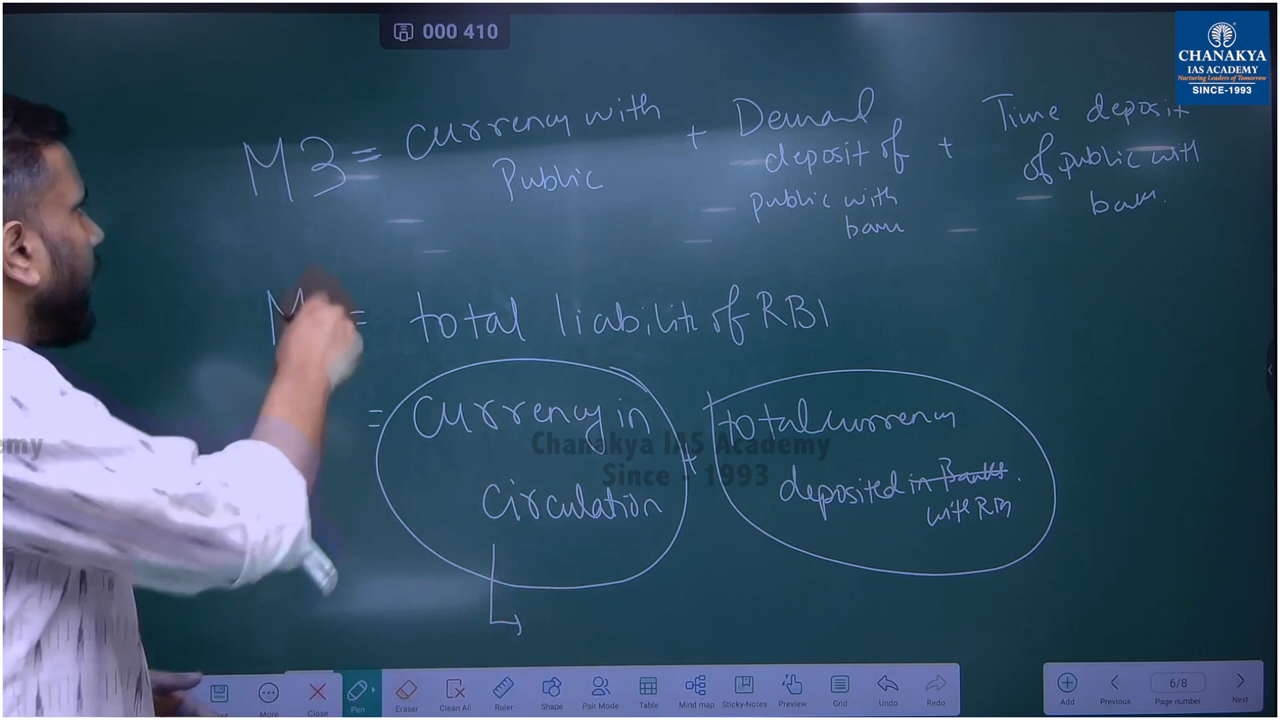 000 410
CHANAKYA
IAS ACADEMY
Nurturing Leaders of Tomorrow
SINCE-1993
M3 = currency with Public + Demand deposit of public with bank + Time deposit of public with bank.
M = total liabiliti of RBI
= currency in circulation + total currency deposited in Banks. with RBI
emy
Chanakya IAS Academy
Since - 1993
More
Close
Pen
Eraser
Clean All
Ruler
Shape
Pair Mode
Table
Mind map
Sticky-Notes
Preview
Grid
Undo
Redo
Add
Previous
6/8
Page number
Next